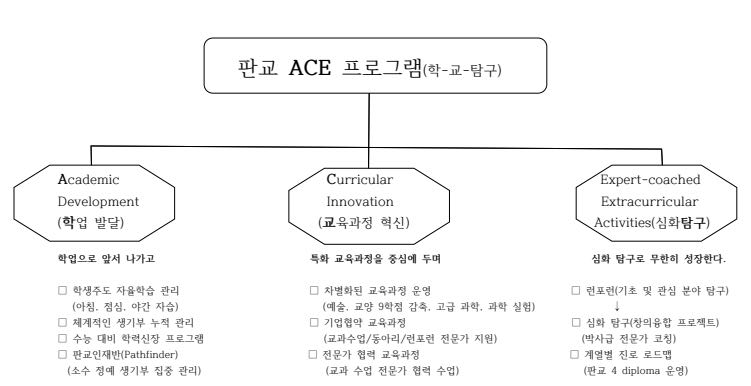 판교 ACE 프로그램(학-교-탐구)
Academic
Development
(학업 발달)
학업으로 앞서 나가고
□ 학생주도 자율학습 관리
(아침, 점심, 야간 자습)
□ 체계적인 생기부 누적 관리
□ 수능 대비 학력신장 프로그램
□ 판교인재반(Pathfinder)
(소수 정예 생기부 집중 관리)
Curricular
Innovation
(교육과정 혁신)
특화 교육과정을 중심에 두며
□ 차별화된 교육과정 운영
(예술, 교양 9학점 감축, 고급 과학, 과학 실험)
□ 기업협약 교육과정
(교과수업/동아리/런포런 전문가 지원)
□ 전문가 협력 교육과정
(교과 수업 전문가 협력 수업)
Expert-coached
Extracurricular
Activities(심화탐구)
심화 탐구로 무한히 성장한다.
□ 런포런(기초 및 관심 분야 탐구)
↓
□ 심화 탐구(창의융합 프로젝트)
(박사급 전문가 코칭)
□ 계열별 진로 로드맵
(판교 4 diploma 운영)